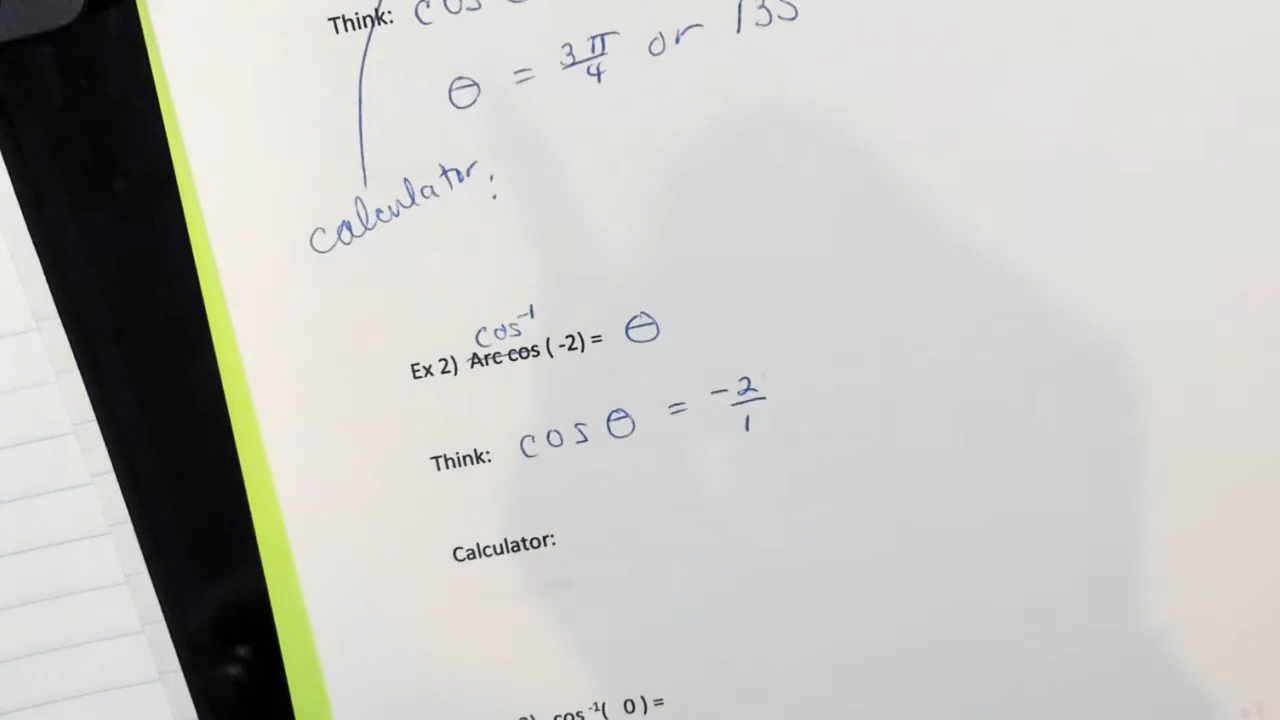 Think: cos
θ = 3π/4 or 135
calculator:
cos⁻¹
Ex 2) Arc cos (-2) = θ
Think: cos θ = -2/1
Calculator:
cos⁻¹( 0 ) =